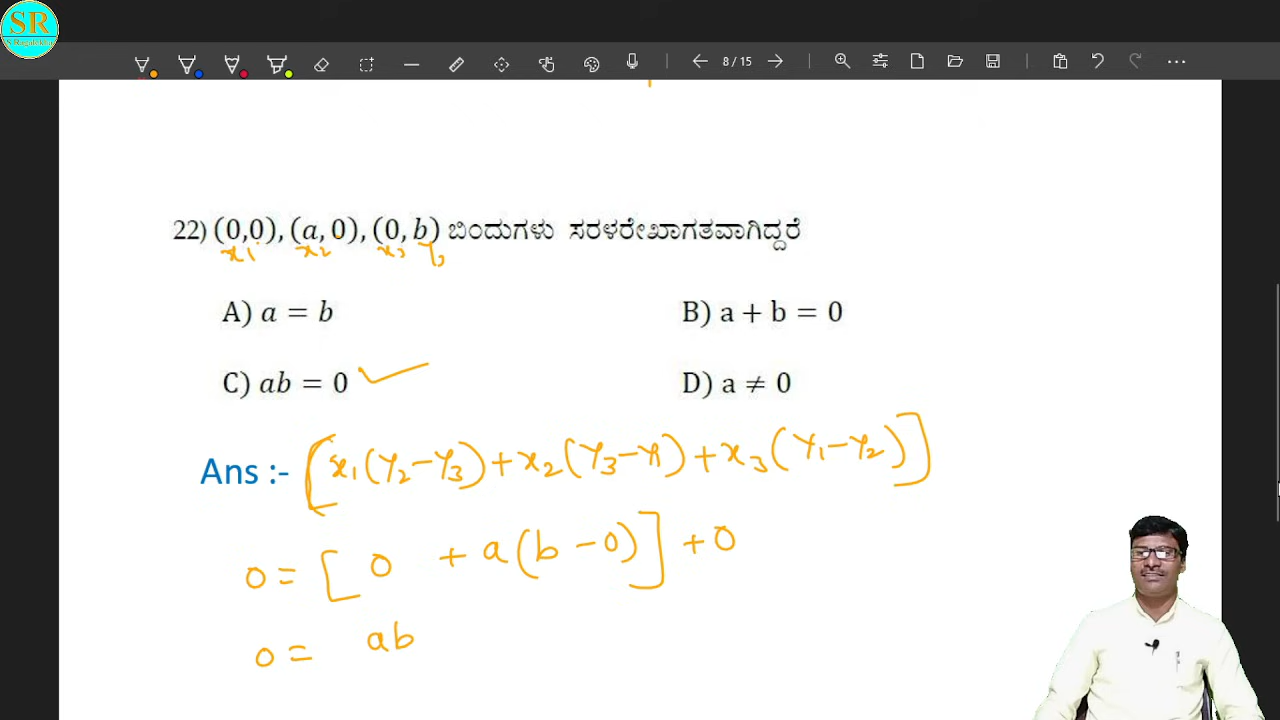 SR
8 / 15
22) (0,0), (a, 0), (0, b) ಬಿಂದುಗಳು ಸರಳರೇಖಾಗತವಾಗಿದ್ದರೆ
x1 x2 x3 y3
A) a = b B) a + b = 0
C) ab = 0 ✓ D) a ≠ 0
Ans :- [x1(y2-y3)+x2(y3-y1)+x3(y1-y2)]
0 = [0 + a(b-0)] + 0
0 = ab